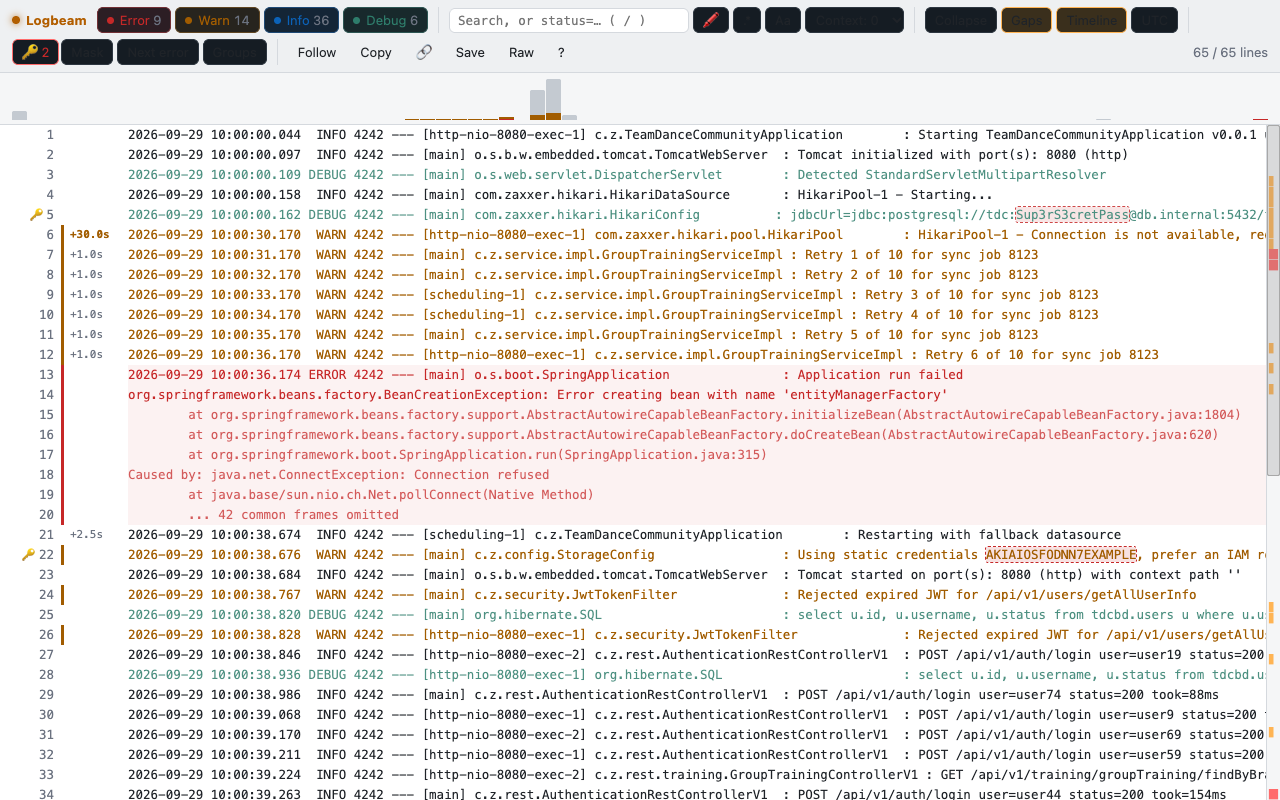 Logbeam Error 9 Warn 14 Info 36 Debug 6 Search, or status=… ( / ) Aa Collapse Gaps Timeline UTC
2 Mask Next error Groups Follow Copy Save Raw ? 65 / 65 lines
1 2026-09-29 10:00:00.044 INFO 4242 --- [http-nio-8080-exec-1] c.z.TeamDanceCommunityApplication : Starting TeamDanceCommunityApplication v0.0.1
2 2026-09-29 10:00:00.097 INFO 4242 --- [main] o.s.b.w.embedded.tomcat.TomcatWebServer : Tomcat initialized with port(s): 8080 (http)
3 2026-09-29 10:00:00.109 DEBUG 4242 --- [main] o.s.web.servlet.DispatcherServlet : Detected StandardServletMultipartResolver
4 2026-09-29 10:00:00.158 INFO 4242 --- [main] com.zaxxer.hikari.HikariDataSource : HikariPool-1 - Starting...
5 2026-09-29 10:00:00.162 DEBUG 4242 --- [main] com.zaxxer.hikari.HikariConfig : jdbcUrl=jdbc:postgresql://tdc:Sup3rS3cretPass@db.internal:5432/
6 +30.0s 2026-09-29 10:00:30.170 WARN 4242 --- [http-nio-8080-exec-1] com.zaxxer.hikari.pool.HikariPool : HikariPool-1 - Connection is not available, re
7 +1.0s 2026-09-29 10:00:31.170 WARN 4242 --- [main] c.z.service.impl.GroupTrainingServiceImpl : Retry 1 of 10 for sync job 8123
8 +1.0s 2026-09-29 10:00:32.170 WARN 4242 --- [main] c.z.service.impl.GroupTrainingServiceImpl : Retry 2 of 10 for sync job 8123
9 +1.0s 2026-09-29 10:00:33.170 WARN 4242 --- [scheduling-1] c.z.service.impl.GroupTrainingServiceImpl : Retry 3 of 10 for sync job 8123
10 +1.0s 2026-09-29 10:00:34.170 WARN 4242 --- [scheduling-1] c.z.service.impl.GroupTrainingServiceImpl : Retry 4 of 10 for sync job 8123
11 +1.0s 2026-09-29 10:00:35.170 WARN 4242 --- [main] c.z.service.impl.GroupTrainingServiceImpl : Retry 5 of 10 for sync job 8123
12 +1.0s 2026-09-29 10:00:36.170 WARN 4242 --- [http-nio-8080-exec-1] c.z.service.impl.GroupTrainingServiceImpl : Retry 6 of 10 for sync job 8123
13 2026-09-29 10:00:36.174 ERROR 4242 --- [main] o.s.boot.SpringApplication : Application run failed
14 org.springframework.beans.factory.BeanCreationException: Error creating bean with name 'entityManagerFactory'
15 at org.springframework.beans.factory.support.AbstractAutowireCapableBeanFactory.initializeBean(AbstractAutowireCapableBeanFactory.java:1804)
16 at org.springframework.beans.factory.support.AbstractAutowireCapableBeanFactory.doCreateBean(AbstractAutowireCapableBeanFactory.java:620)
17 at org.springframework.boot.SpringApplication.run(SpringApplication.java:315)
18 Caused by: java.net.ConnectException: Connection refused
19 at java.base/sun.nio.ch.Net.pollConnect(Native Method)
20 ... 42 common frames omitted
21 +2.5s 2026-09-29 10:00:38.674 INFO 4242 --- [scheduling-1] c.z.TeamDanceCommunityApplication : Restarting with fallback datasource
22 2026-09-29 10:00:38.676 WARN 4242 --- [main] c.z.config.StorageConfig : Using static credentials AKIAIOSFODNN7EXAMPLE, prefer an IAM r
23 2026-09-29 10:00:38.684 INFO 4242 --- [main] o.s.b.w.embedded.tomcat.TomcatWebServer : Tomcat started on port(s): 8080 (http) with context path ''
24 2026-09-29 10:00:38.767 WARN 4242 --- [main] c.z.security.JwtTokenFilter : Rejected expired JWT for /api/v1/users/getAllUserInfo
25 2026-09-29 10:00:38.820 DEBUG 4242 --- [main] org.hibernate.SQL : select u.id, u.username, u.status from tdcbd.users u where u.u
26 2026-09-29 10:00:38.828 WARN 4242 --- [http-nio-8080-exec-1] c.z.security.JwtTokenFilter : Rejected expired JWT for /api/v1/users/getAllU
27 2026-09-29 10:00:38.846 INFO 4242 --- [http-nio-8080-exec-2] c.z.rest.AuthenticationRestControllerV1 : POST /api/v1/auth/login user=user19 status=200
28 2026-09-29 10:00:38.936 DEBUG 4242 --- [http-nio-8080-exec-1] org.hibernate.SQL : select u.id, u.username, u.status from tdcbd.u
29 2026-09-29 10:00:38.986 INFO 4242 --- [main] c.z.rest.AuthenticationRestControllerV1 : POST /api/v1/auth/login user=user74 status=200 took=88ms
30 2026-09-29 10:00:39.068 INFO 4242 --- [http-nio-8080-exec-1] c.z.rest.AuthenticationRestControllerV1 : POST /api/v1/auth/login user=user9 status=200
31 2026-09-29 10:00:39.170 INFO 4242 --- [http-nio-8080-exec-2] c.z.rest.AuthenticationRestControllerV1 : POST /api/v1/auth/login user=user69 status=200
32 2026-09-29 10:00:39.211 INFO 4242 --- [http-nio-8080-exec-1] c.z.rest.AuthenticationRestControllerV1 : POST /api/v1/auth/login user=user59 status=200
33 2026-09-29 10:00:39.224 INFO 4242 --- [http-nio-8080-exec-2] c.z.rest.training.GroupTrainingControllerV1 : GET /api/v1/training/groupTraining/findByBr
34 2026-09-29 10:00:39.263 INFO 4242 --- [main] c.z.rest.AuthenticationRestControllerV1 : POST /api/v1/auth/login user=user44 status=200 took=154ms